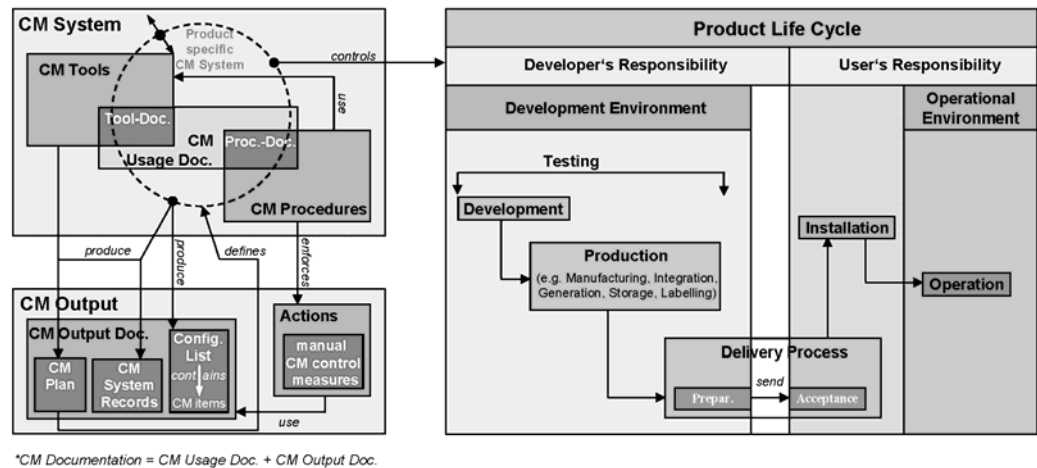 CM System
Product
specific
CM System
CM Tools
controls
use
Tool-Doc.
CM
Usage Doc.
Proc.-Doc.
CM Procedures
produce
produce
defines
enforces
CM Output
CM Output Doc.
Config.
List
contains
CM items
CM
Plan
CM
System
Records
Actions
manual
CM control
measures
use
Product Life Cycle
Developer's Responsibility
User's Responsibility
Development Environment
Operational
Environment
Testing
Development
Production
(e.g. Manufacturing, Integration,
Generation, Storage, Labelling)
Installation
Operation
Delivery Process
Prepar.
send
Acceptance
*CM Documentation = CM Usage Doc. + CM Output Doc.